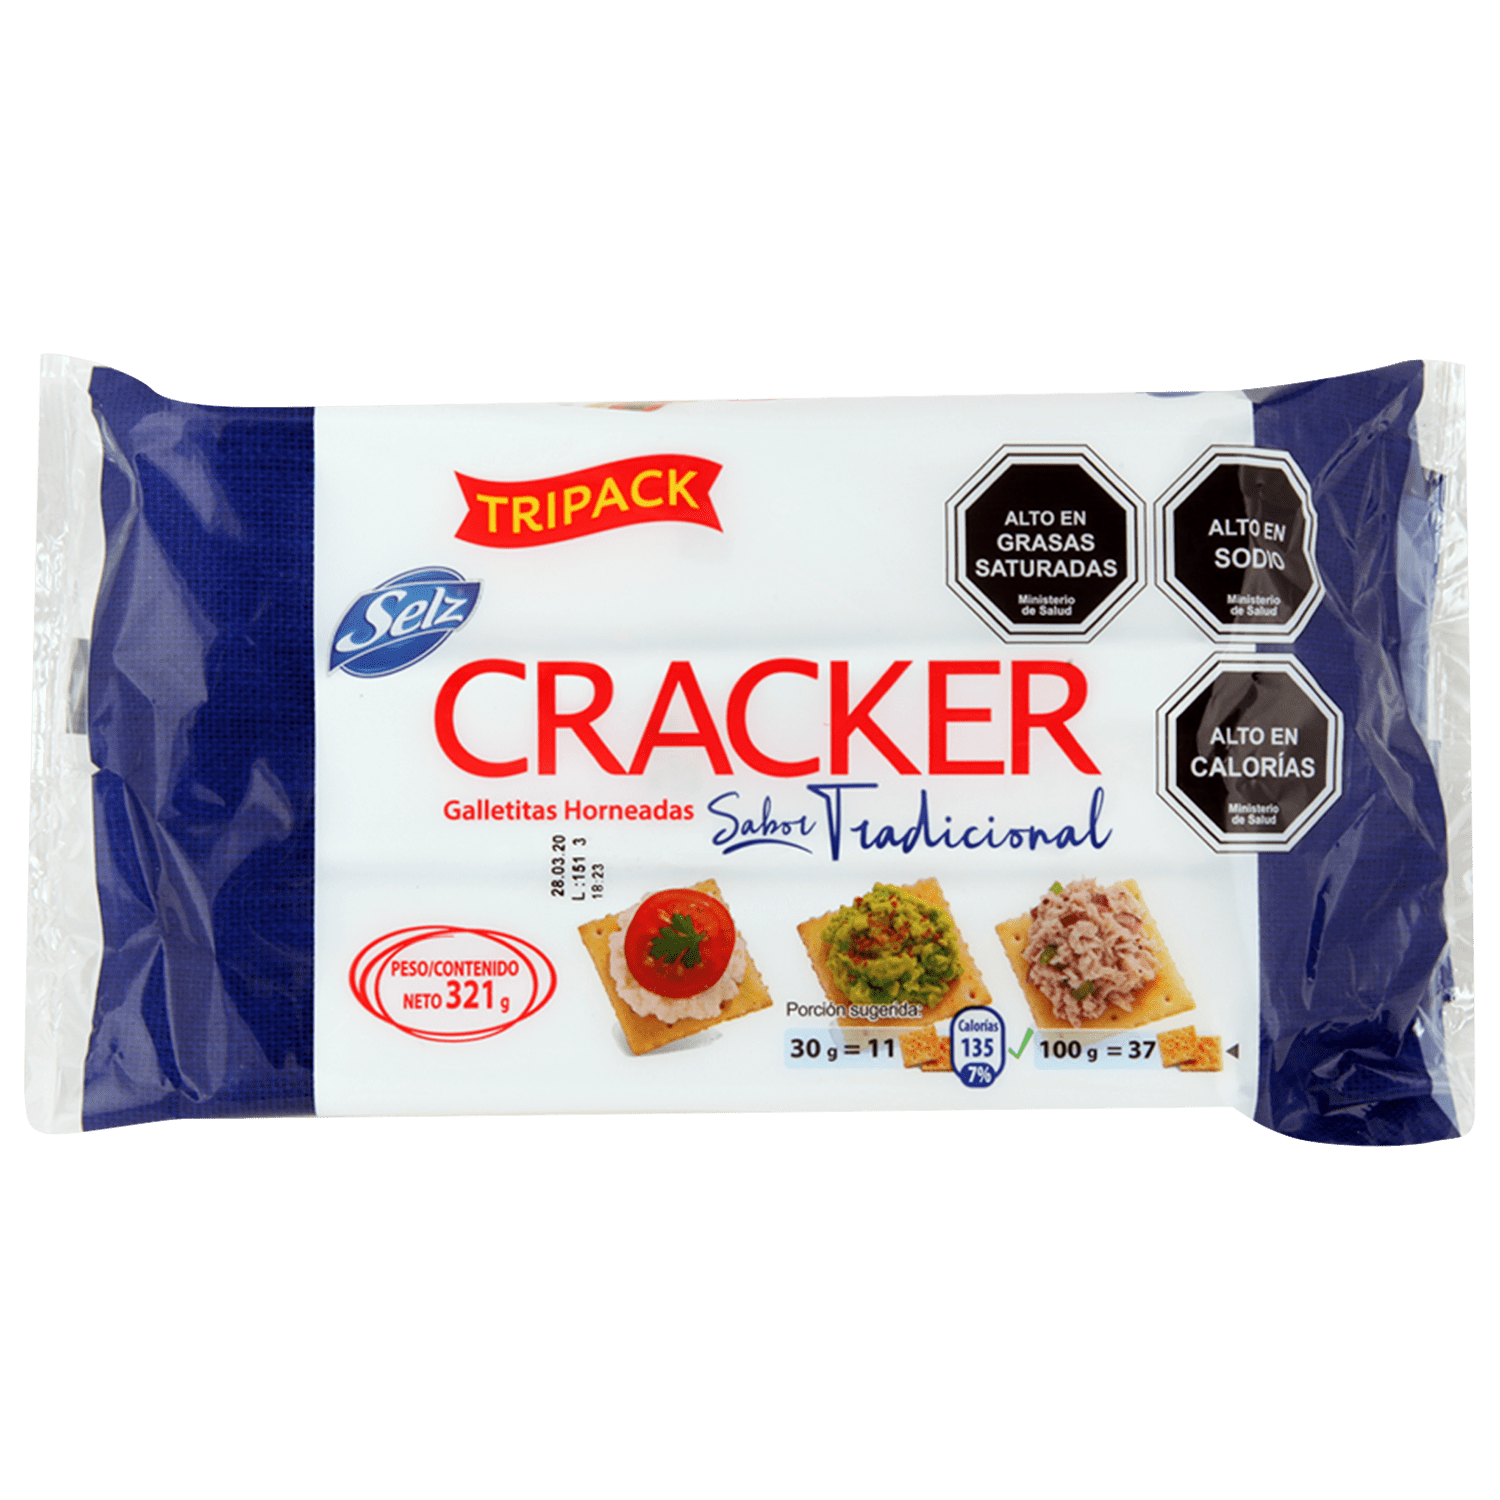 TRIPACK
Selz
CRACKER
Galletitas Horneadas
Sabor Tradicional
ALTO EN
GRASAS
SATURADAS
Ministerio
de Salud
ALTO EN
SODIO
Ministerio
de Salud
ALTO EN
CALORÍAS
Ministerio
de Salud
28.03.20
L :151 3
18:23
PESO/CONTENIDO
NETO 321 g
Porción sugerida:
30 g = 11
Calorías
135
7%
100 g = 37